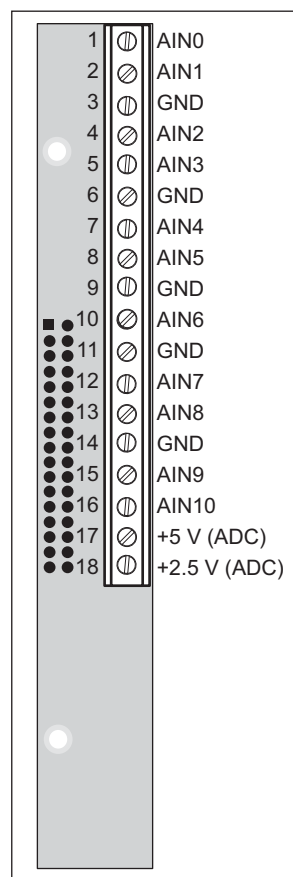 1 AIN0
2 AIN1
3 GND
4 AIN2
5 AIN3
6 GND
7 AIN4
8 AIN5
9 GND
10 AIN6
11 GND
12 AIN7
13 AIN8
14 GND
15 AIN9
16 AIN10
17 +5 V (ADC)
18 +2.5 V (ADC)